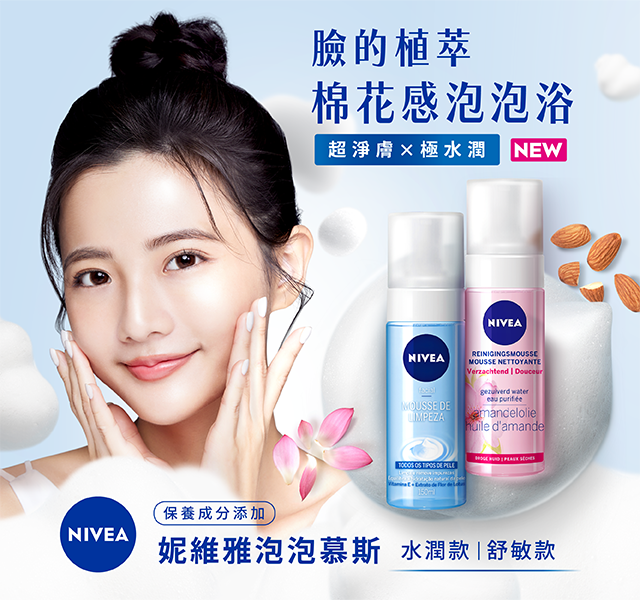 臉的植萃
棉花感泡泡浴
超淨膚×極水潤
NEW
NIVEA
REINIGINGSMOUSSE
MOUSSE NETTOYANTE
Verzachtend | Douceur
gezuiverd water
eau purifiée
amandelolie
huile d'amande
DROGE HUID | PEAUX SÈCHES
NIVEA
MOUSSE DE
LIMPEZA
TODOS OS TIPOS DE PELE
NIVEA
保養成分添加
妮維雅泡泡慕斯
水潤款|舒敏款